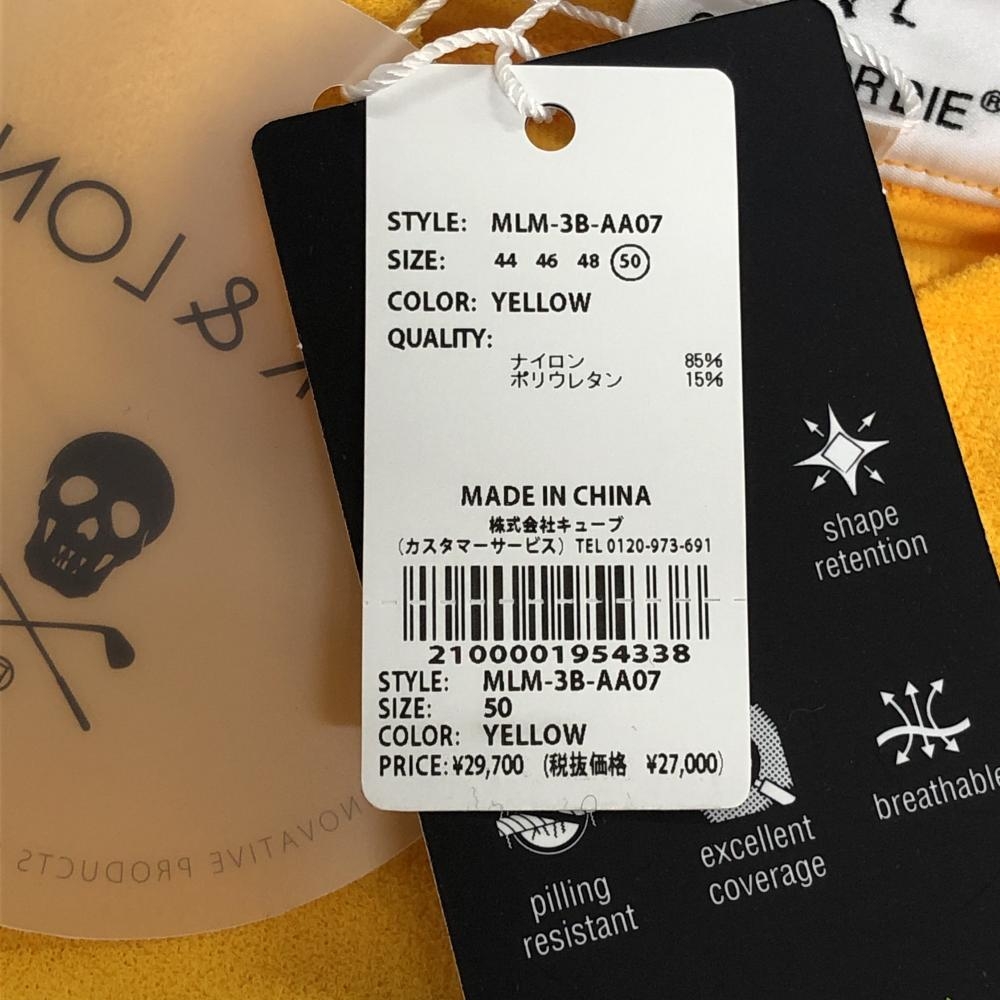 RDIE®
STYLE: MLM-3B-AA07
SIZE: 44 46 48 50
COLOR: YELLOW
QUALITY:
ナイロン 85%
ポリウレタン 15%
MADE IN CHINA
株式会社キューブ
(カスタマーサービス) TEL 0120-973-691
2100001954338
STYLE: MLM-3B-AA07
SIZE: 50
COLOR: YELLOW
PRICE: ¥29,700 (税抜価格 ¥27,000)
shape
retention
breathable
excellent
coverage
pilling
resistant
& LO
NOVATIVE PRODUCTS